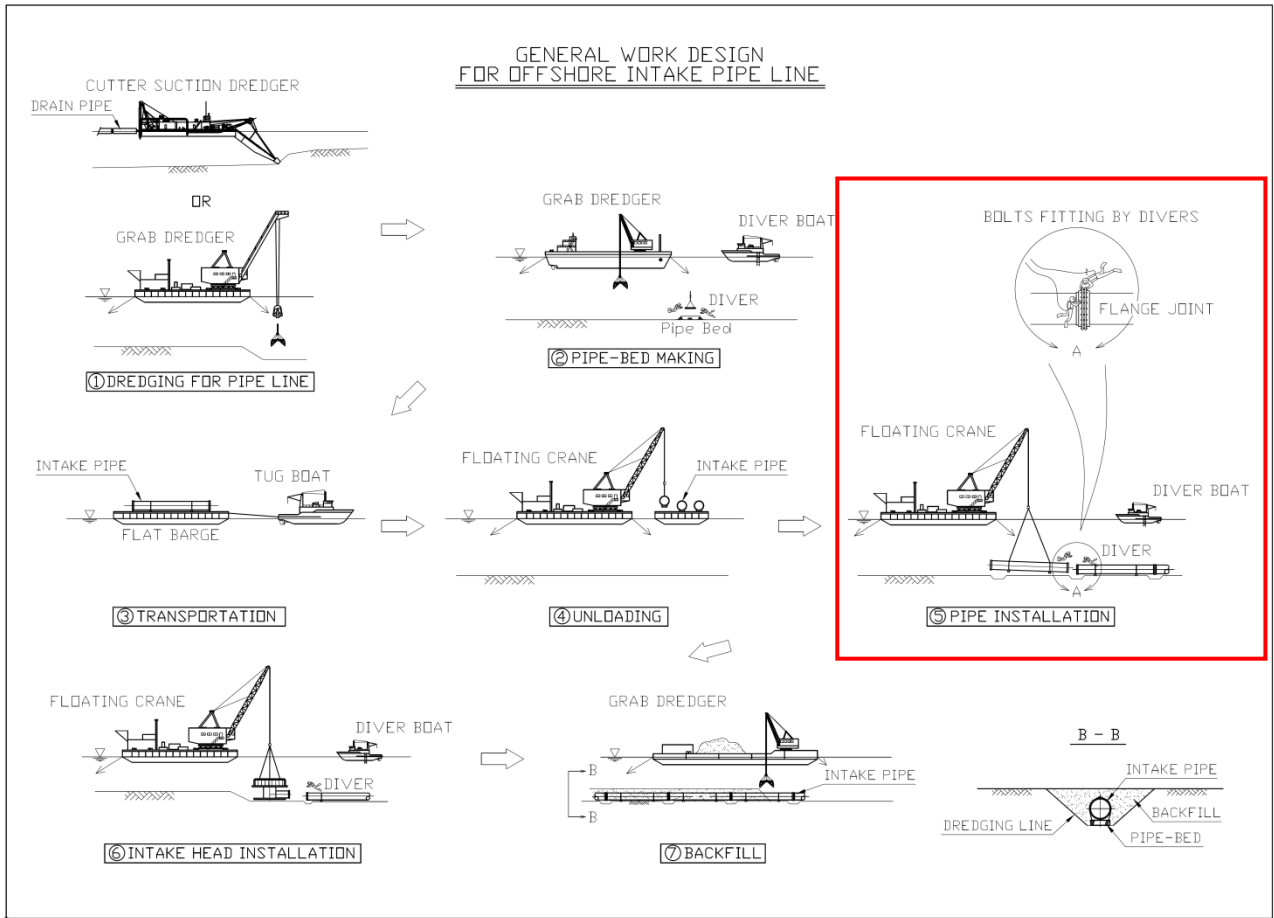 GENERAL WORK DESIGN
FOR OFFSHORE INTAKE PIPE LINE
CUTTER SUCTION DREDGER
DRAIN PIPE
OR
GRAB DREDGER
①DREDGING FOR PIPE LINE
GRAB DREDGER
DIVER BOAT
DIVER
Pipe Bed
②PIPE-BED MAKING
INTAKE PIPE
TUG BOAT
FLAT BARGE
③TRANSPORTATION
FLOATING CRANE
INTAKE PIPE
④UNLOADING
BOLTS FITTING BY DIVERS
FLANGE JOINT
A
FLOATING CRANE
DIVER BOAT
DIVER
A
⑤PIPE INSTALLATION
FLOATING CRANE
DIVER BOAT
DIVER
⑥INTAKE HEAD INSTALLATION
GRAB DREDGER
B
INTAKE PIPE
B
⑦BACKFILL
B - B
INTAKE PIPE
BACKFILL
DREDGING LINE
PIPE-BED